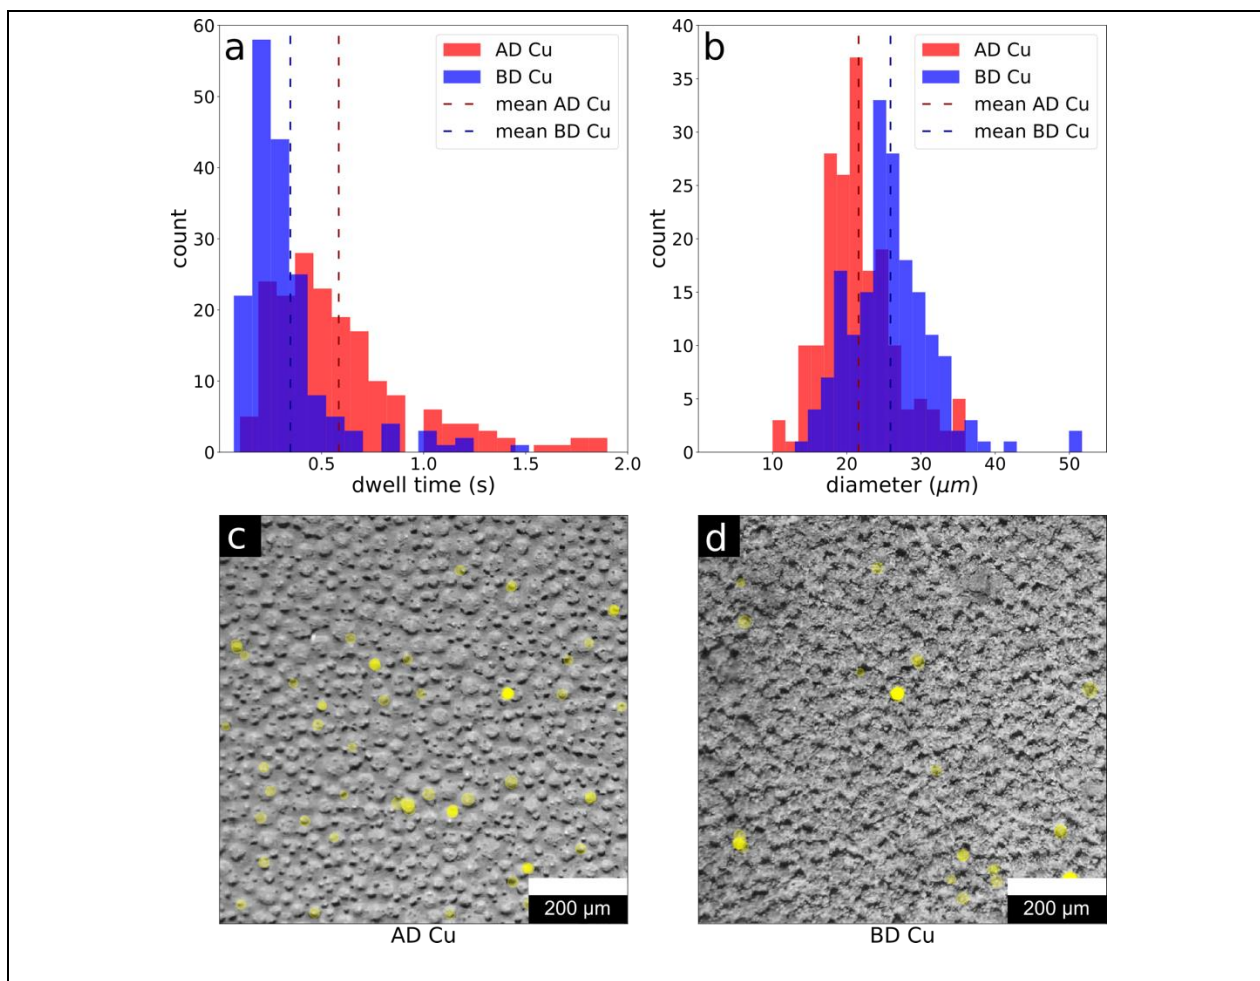 a
60
50
40
30
20
10
0
count
AD Cu
BD Cu
mean AD Cu
mean BD Cu
0.5
1.0
1.5
2.0
dwell time (s)
b
40
35
30
25
20
15
10
5
0
count
AD Cu
BD Cu
mean AD Cu
mean BD Cu
10
20
30
40
50
diameter (μm)
c
200 μm
AD Cu
d
200 μm
BD Cu